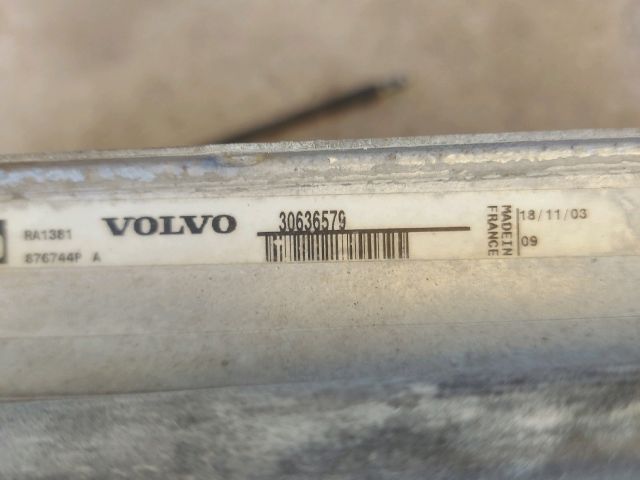 RA1381
876744P A
VOLVO
30636579
MADE IN
FRANCE
18/11/03
09